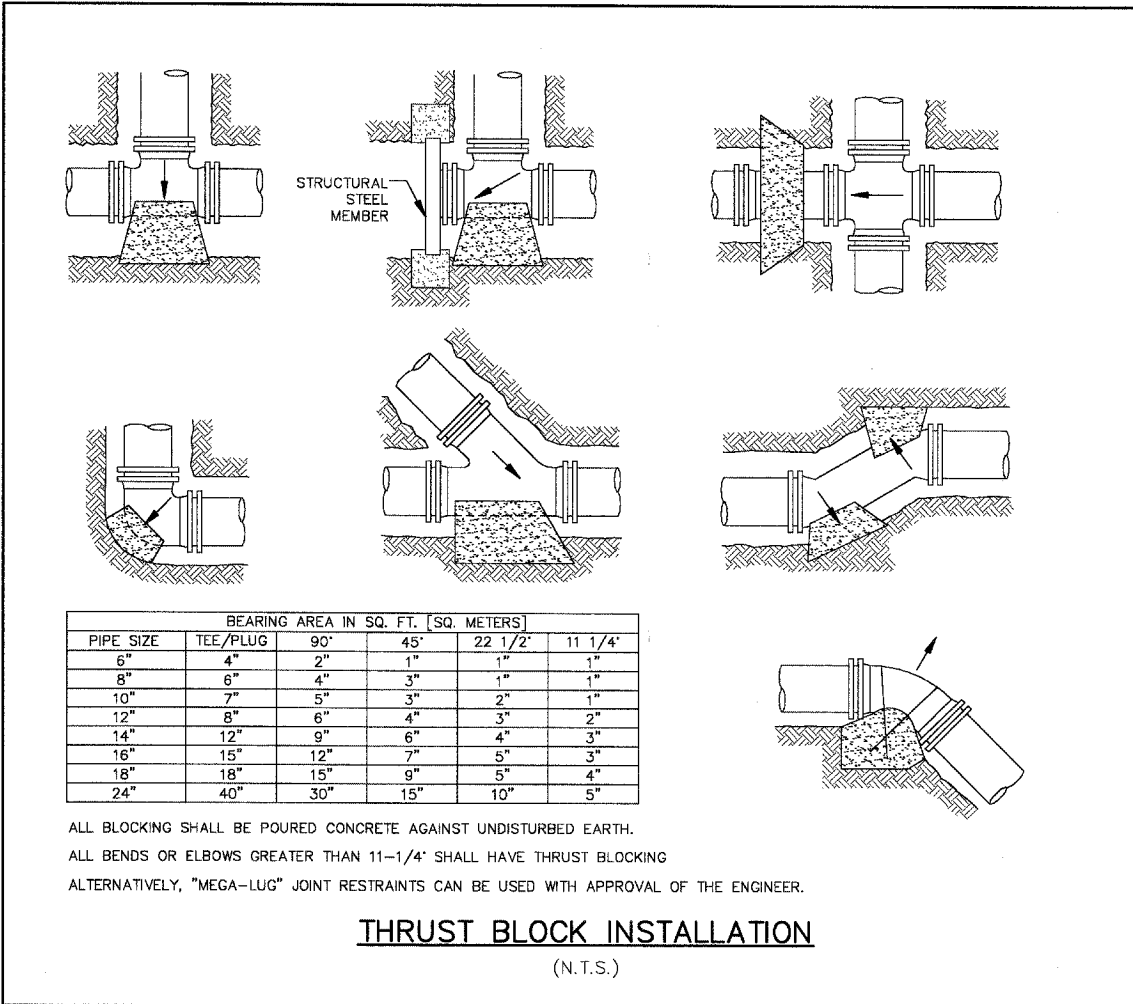 STRUCTURAL
STEEL
MEMBER
BEARING AREA IN SQ. FT. [SQ. METERS]
PIPE SIZE TEE/PLUG 90° 45° 22 1/2° 11 1/4°
6" 4" 2" 1" 1" 1"
8" 6" 4" 3" 1" 1"
10" 7" 5" 3" 2" 1"
12" 8" 6" 4" 3" 2"
14" 12" 9" 6" 4" 3"
16" 15" 12" 7" 5" 3"
18" 18" 15" 9" 5" 4"
24" 40" 30" 15" 10" 5"
ALL BLOCKING SHALL BE POURED CONCRETE AGAINST UNDISTURBED EARTH.
ALL BENDS OR ELBOWS GREATER THAN 11-1/4° SHALL HAVE THRUST BLOCKING
ALTERNATIVELY, "MEGA-LUG" JOINT RESTRAINTS CAN BE USED WITH APPROVAL OF THE ENGINEER.
THRUST BLOCK INSTALLATION
(N.T.S.)